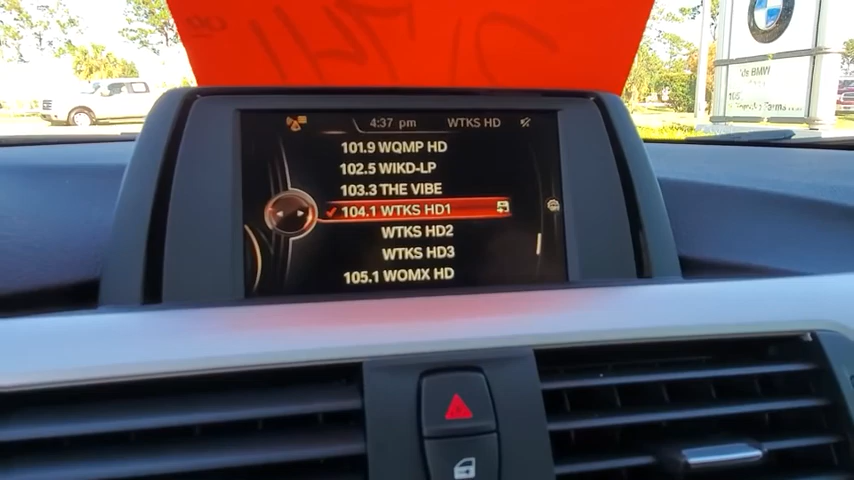 4:37 pm WTKS HD
101.9 WQMP HD
102.5 WIKD-LP
103.3 THE VIBE
104.1 WTKS HD1
WTKS HD2
WTKS HD3
105.1 WOMX HD
BMW